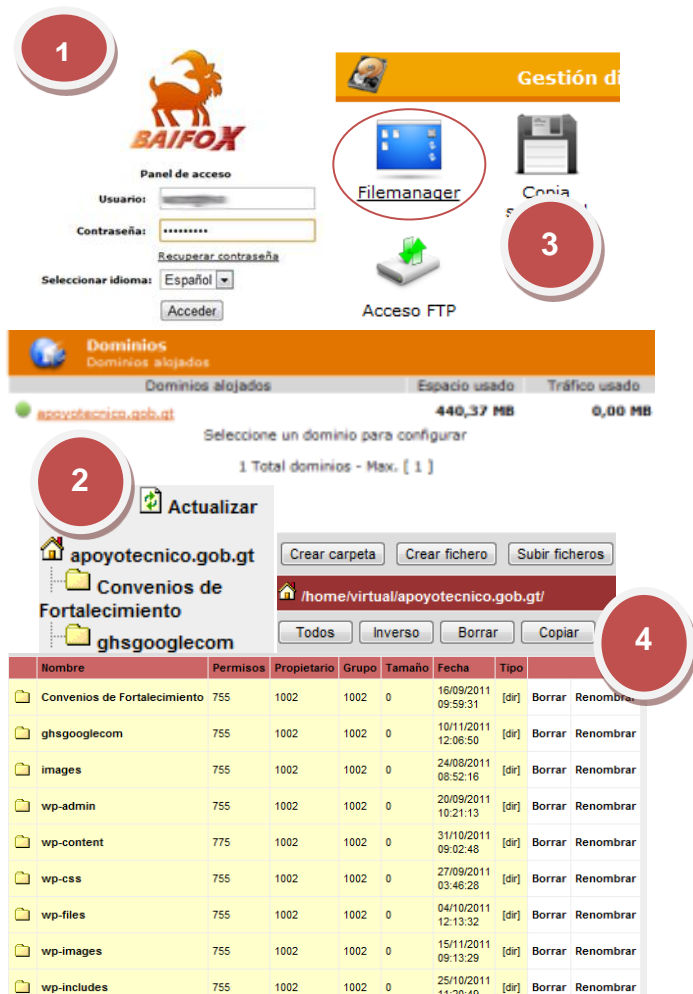 1
BAIFOX
Panel de acceso
Usuario:
Contraseña: •••••••••
Recuperar contraseña
Seleccionar idioma: Español
Acceder
Gestión di
Filemanager
Copia
3
Acceso FTP
Dominios
Dominios alojados
Dominios alojados Espacio usado Tráfico usado
apoyotecnico.gob.gt 440,37 MB 0,00 MB
Seleccione un dominio para configurar
1 Total dominios - Max. [ 1 ]
2
Actualizar
apoyotecnico.gob.gt
Convenios de
Fortalecimiento
ghsgooglecom
Crear carpeta Crear fichero Subir ficheros
/home/virtual/apoyotecnico.gob.gt/
Todos Inverso Borrar Copiar
4
Nombre Permisos Propietario Grupo Tamaño Fecha Tipo
Convenios de Fortalecimiento 755 1002 1002 0 16/09/2011 09:59:31 [dir] Borrar Renombrar
ghsgooglecom 755 1002 1002 0 10/11/2011 12:06:50 [dir] Borrar Renombrar
images 755 1002 1002 0 24/08/2011 08:52:16 [dir] Borrar Renombrar
wp-admin 755 1002 1002 0 20/09/2011 10:21:13 [dir] Borrar Renombrar
wp-content 775 1002 1002 0 31/10/2011 09:02:48 [dir] Borrar Renombrar
wp-css 755 1002 1002 0 27/09/2011 03:46:28 [dir] Borrar Renombrar
wp-files 755 1002 1002 0 04/10/2011 12:13:32 [dir] Borrar Renombrar
wp-images 755 1002 1002 0 15/11/2011 09:13:29 [dir] Borrar Renombrar
wp-includes 755 1002 1002 0 25/10/2011 [dir] Borrar Renombrar